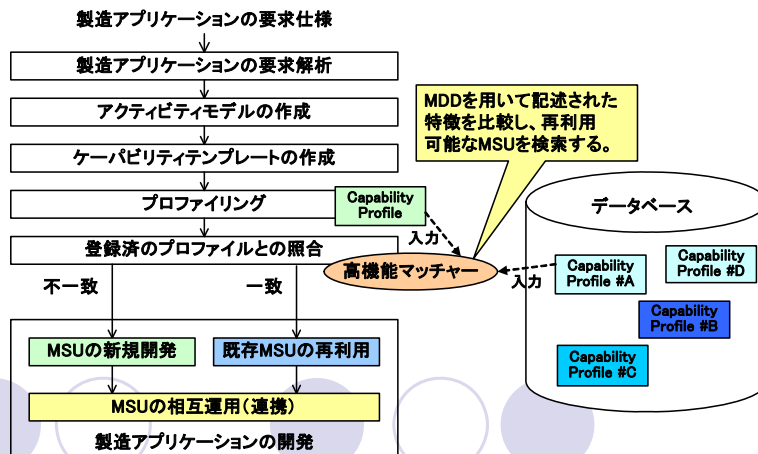 製造アプリケーションの要求仕様
製造アプリケーションの要求解析
アクティビティモデルの作成
ケーパビリティテンプレートの作成
プロファイリング
Capability
Profile
登録済のプロファイルとの照合
MDDを用いて記述された
特徴を比較し、再利用
可能なMSUを検索する。
入力
高機能マッチャー
入力
データベース
Capability
Profile #A
Capability
Profile #D
Capability
Profile #B
Capability
Profile #C
不一致
一致
MSUの新規開発
既存MSUの再利用
MSUの相互運用(連携)
製造アプリケーションの開発